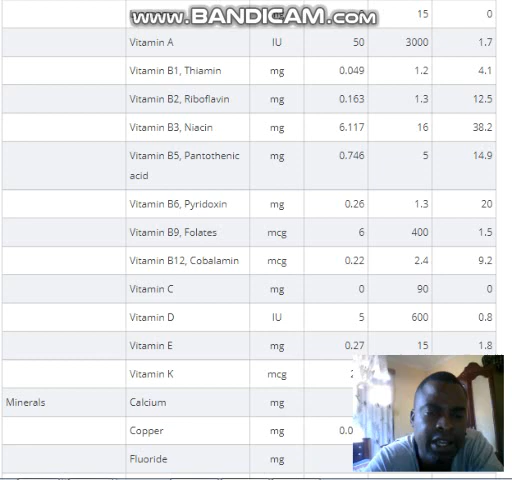 www.BANDICAM.com
15 0
Vitamin A IU 50 3000 1.7
Vitamin B1, Thiamin mg 0.049 1.2 4.1
Vitamin B2, Riboflavin mg 0.163 1.3 12.5
Vitamin B3, Niacin mg 6.117 16 38.2
Vitamin B5, Pantothenic mg 0.746 5 14.9
acid
Vitamin B6, Pyridoxin mg 0.26 1.3 20
Vitamin B9, Folates mcg 6 400 1.5
Vitamin B12, Cobalamin mcg 0.22 2.4 9.2
Vitamin C mg 0 90 0
Vitamin D IU 5 600 0.8
Vitamin E mg 0.27 15 1.8
Vitamin K mcg
Minerals Calcium mg
Copper mg 0.0
Fluoride mg